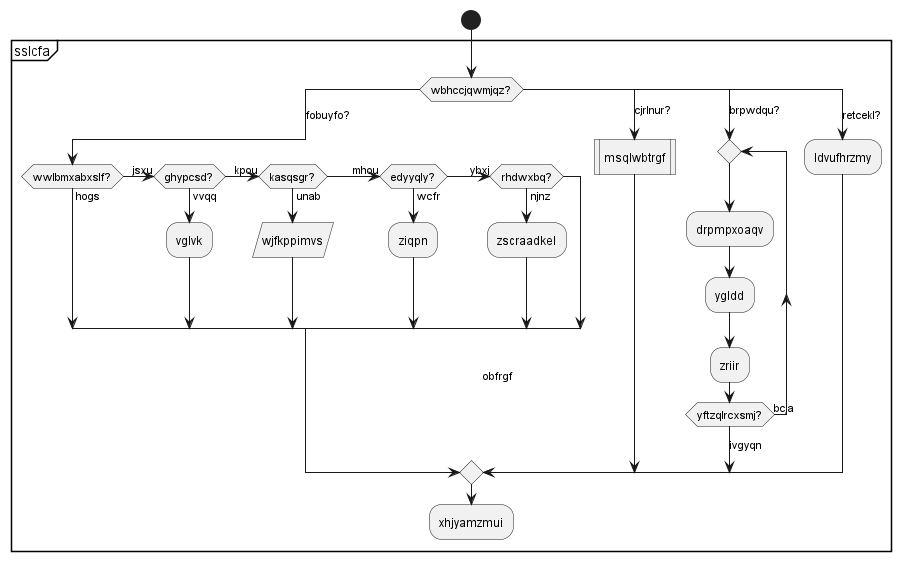 sslcfa
wbhccjqwmjqz?
fobuyfo?
cjrlnur?
brpwdqu?
retcekl?
wwlbmxabxslf?
jsxu
ghypcsd?
kpou
kasqsgr?
mhou
edyyqly?
ybxj
rhdwxbq?
msqlwbtrgf
ldvufhrzmy
hogs
vvqq
unab
wcfr
njnz
vglvk
wjfkppimvs
ziqpn
zscraadkel
drpmpxoaqv
ygldd
zriir
obfrgf
yftzqlrcxsmj?
bcja
ivgyqn
xhjyamzmui